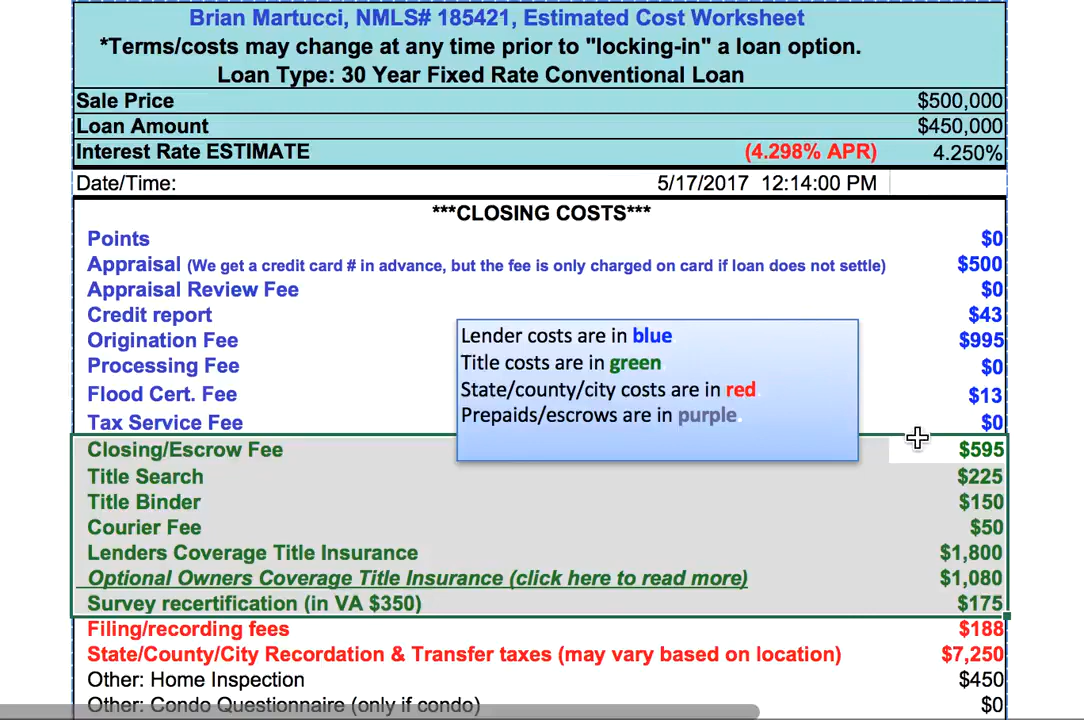 Brian Martucci, NMLS# 185421, Estimated Cost Worksheet
*Terms/costs may change at any time prior to "locking-in" a loan option.
Loan Type: 30 Year Fixed Rate Conventional Loan
Sale Price $500,000
Loan Amount $450,000
Interest Rate ESTIMATE (4.298% APR) 4.250%
Date/Time: 5/17/2017 12:14:00 PM
***CLOSING COSTS***
Points $0
Appraisal (We get a credit card # in advance, but the fee is only charged on card if loan does not settle) $500
Appraisal Review Fee $0
Credit report $43
Origination Fee $995
Processing Fee $0
Flood Cert. Fee $13
Tax Service Fee $0
Lender costs are in blue.
Title costs are in green.
State/county/city costs are in red.
Prepaids/escrows are in purple.
Closing/Escrow Fee $595
Title Search $225
Title Binder $150
Courier Fee $50
Lenders Coverage Title Insurance $1,800
Optional Owners Coverage Title Insurance (click here to read more) $1,080
Survey recertification (in VA $350) $175
Filing/recording fees $188
State/County/City Recordation & Transfer taxes (may vary based on location) $7,250
Other: Home Inspection $450
Other: Condo Questionnaire (only if condo) $0